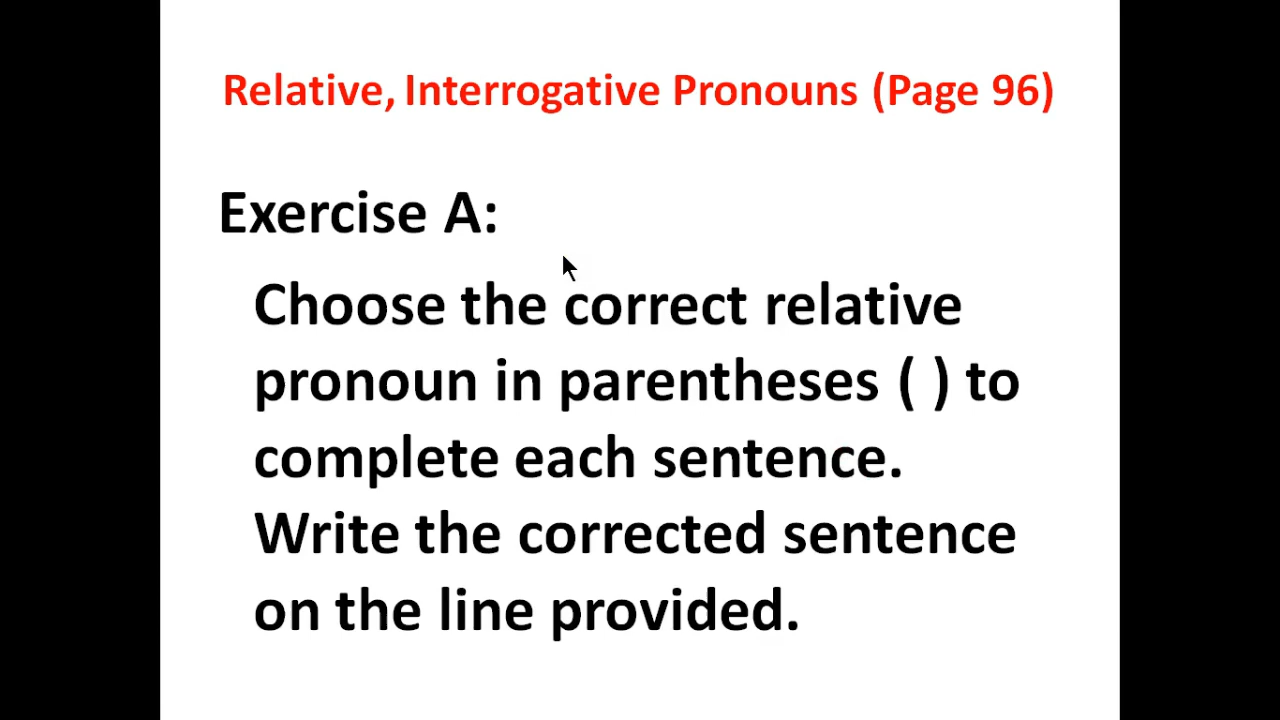 Relative, Interrogative Pronouns (Page 96)
Exercise A:
Choose the correct relative
pronoun in parentheses ( ) to
complete each sentence.
Write the corrected sentence
on the line provided.